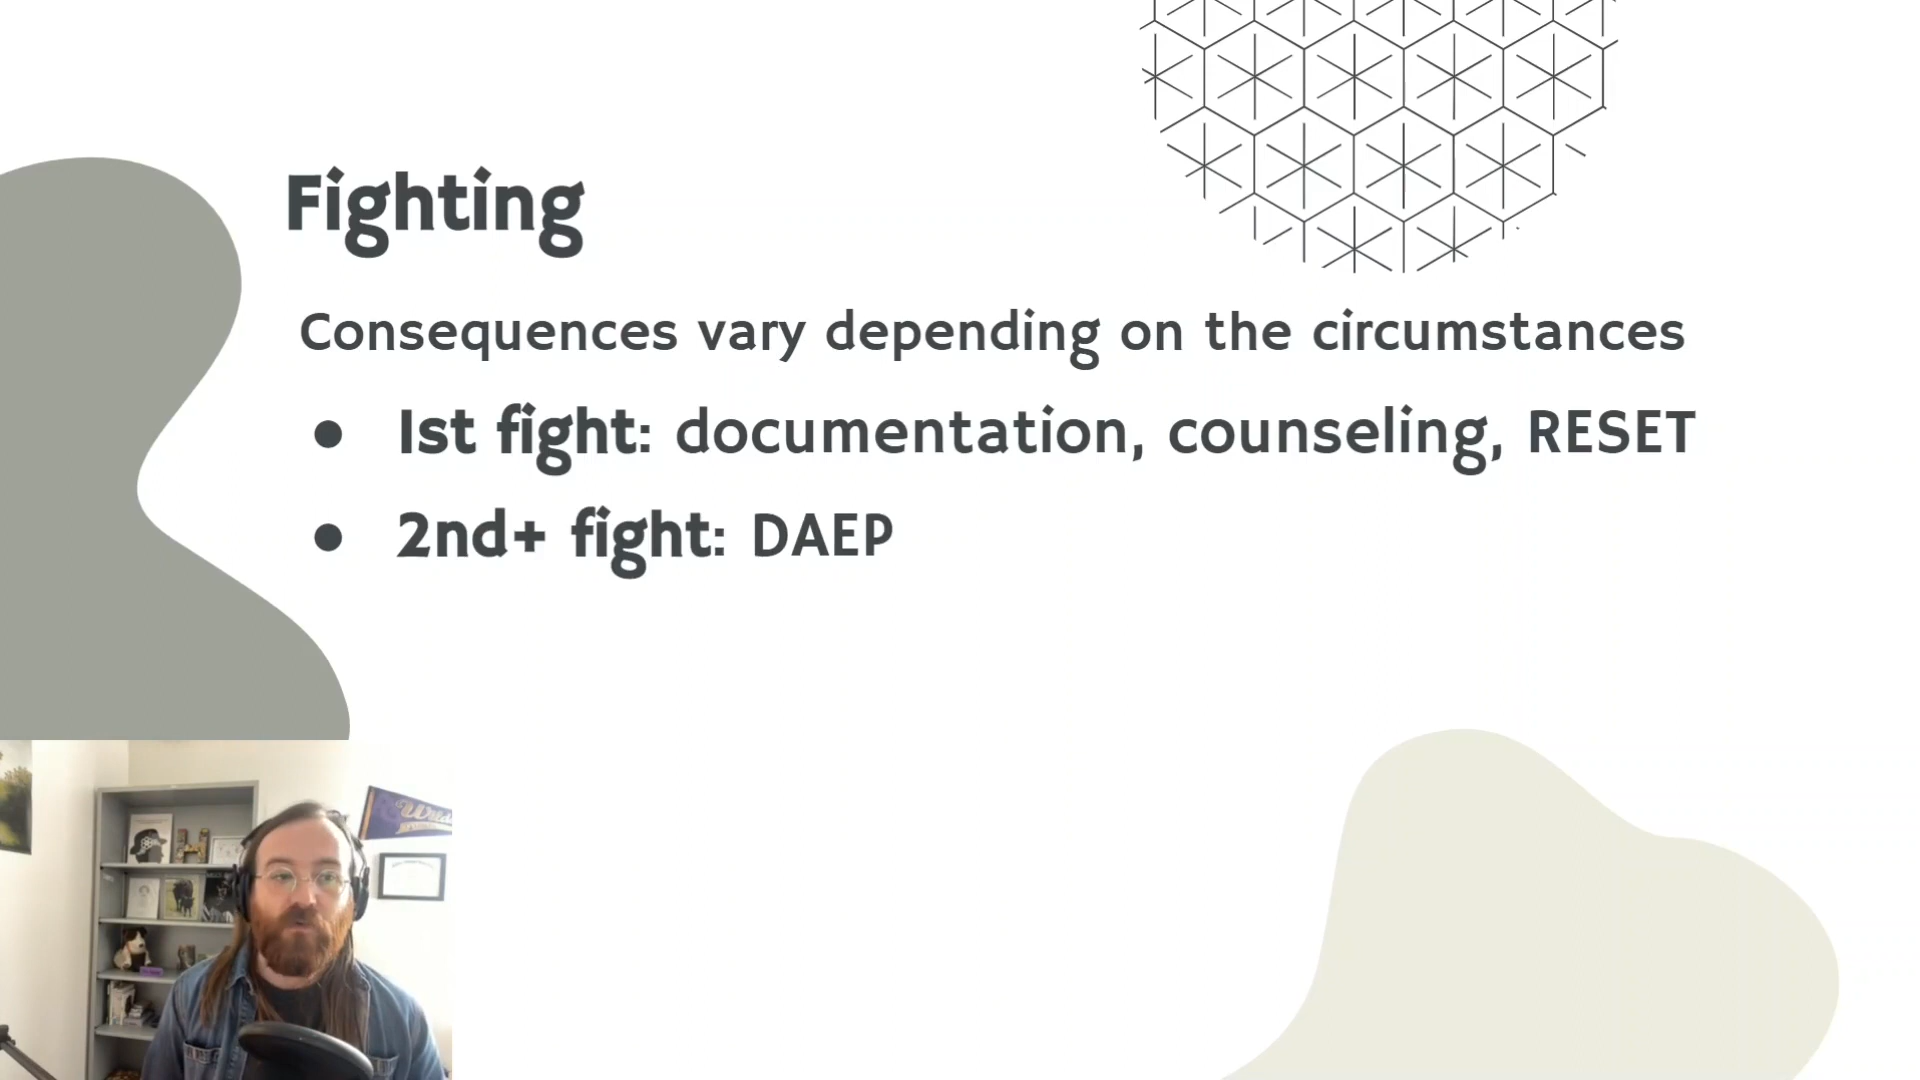 Fighting
Consequences vary depending on the circumstances
● 1st fight: documentation, counseling, RESET
● 2nd+ fight: DAEP